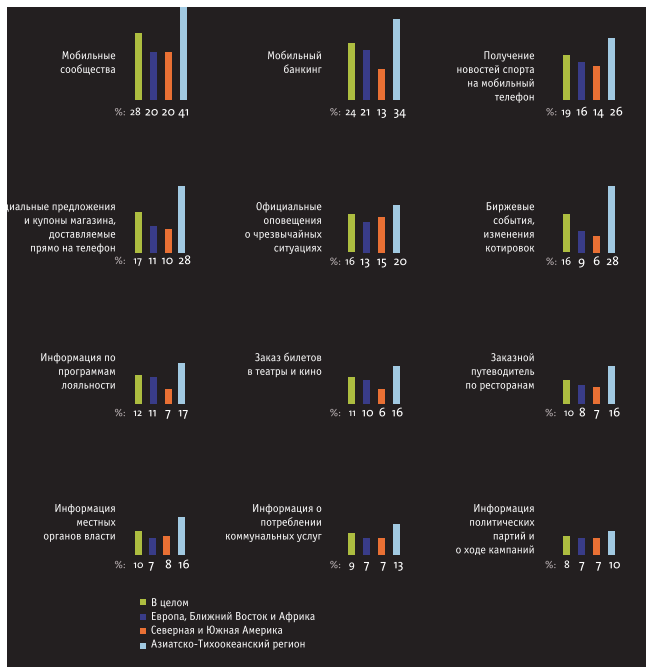 Мобильные
сообщества
%: 28 20 20 41
Мобильный
банкинг
%: 24 21 13 34
Получение
новостей спорта
на мобильный
телефон
%: 19 16 14 26
циальные предложения
и купоны магазина,
доставляемые
прямо на телефон
%: 17 11 10 28
Официальные
оповещения
о чрезвычайных
ситуациях
%: 16 13 15 20
Биржевые
события,
изменения
котировок
%: 16 9 6 28
Информация по
программам
лояльности
%: 12 11 7 17
Заказ билетов
в театры и кино
%: 11 10 6 16
Заказной
путеводитель
по ресторанам
%: 10 8 7 16
Информация
местных
органов власти
%: 10 7 8 16
Информация о
потреблении
коммунальных услуг
%: 9 7 7 13
Информация
политических
партий и
о ходе кампаний
%: 8 7 7 10
В целом
Европа, Ближний Восток и Африка
Северная и Южная Америка
Азиатско-Тихоокеанский регион